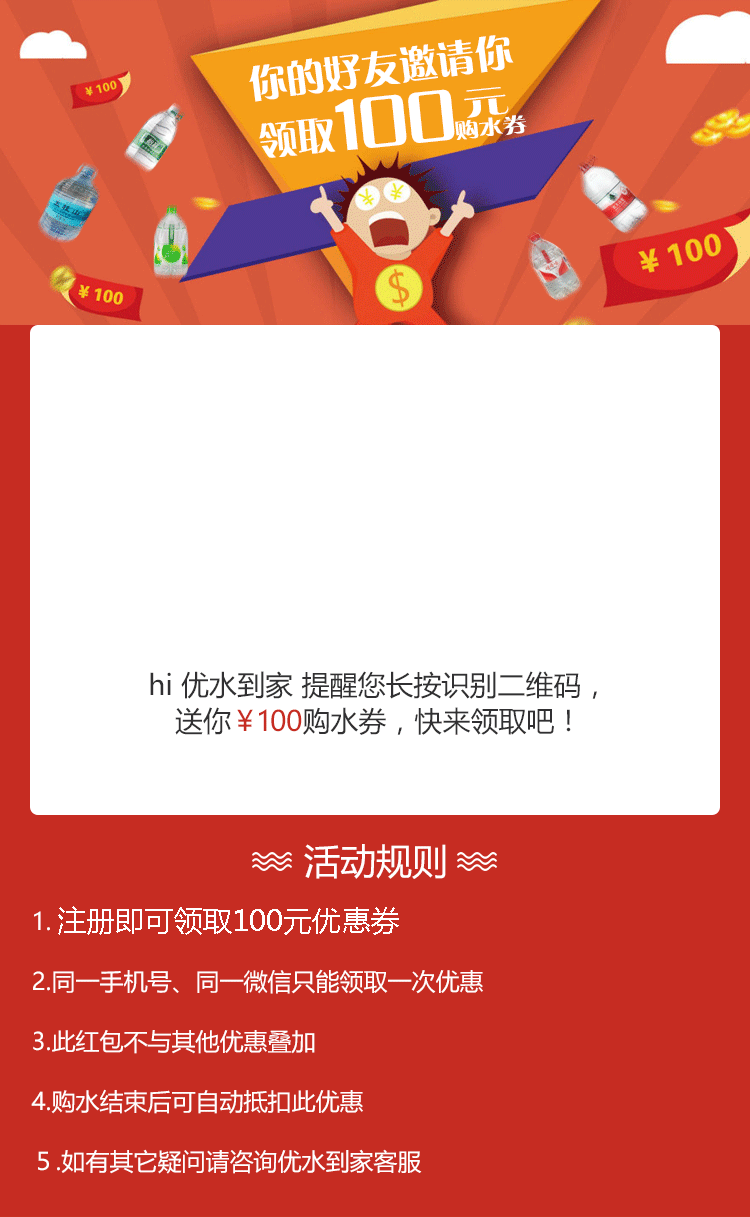 你的好友邀请你
领取100元购水券
¥100
¥100
¥100
$
hi 优水到家 提醒您长按识别二维码，
送你￥100购水券，快来领取吧！
活动规则
1. 注册即可领取100元优惠券
2.同一手机号、同一微信只能领取一次优惠
3.此红包不与其他优惠叠加
4.购水结束后可自动抵扣此优惠
5 .如有其它疑问请咨询优水到家客服